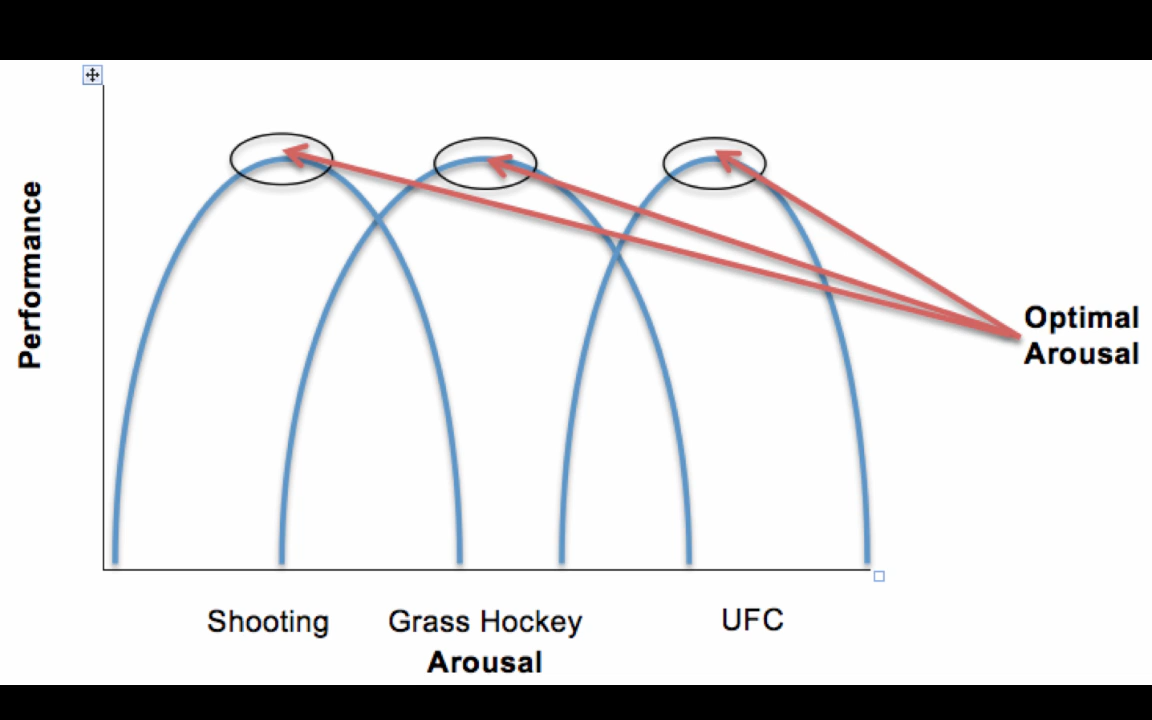 Performance
Optimal
Arousal
Shooting
Grass Hockey
UFC
Arousal